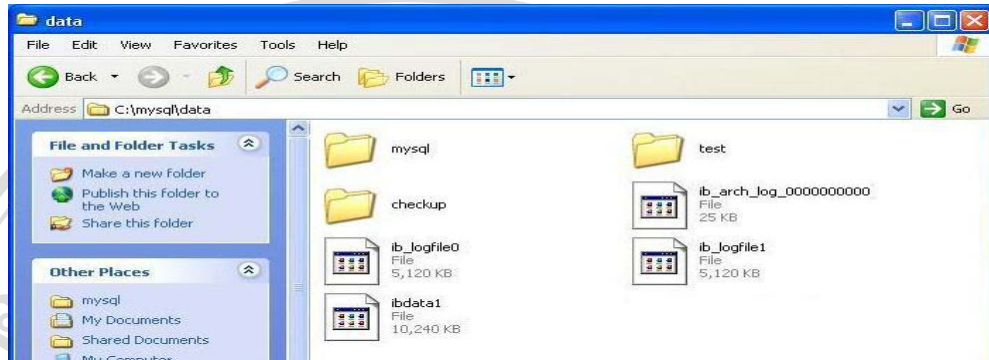 data
File Edit View Favorites Tools Help
Back Search Folders
Address C:\mysql\data Go
File and Folder Tasks
Make a new folder
Publish this folder to
the Web
Share this folder
Other Places
mysql
My Documents
Shared Documents
My Computer
mysql
test
checkup
ib_arch_log_0000000000
File
25 KB
ib_logfile0
File
5,120 KB
ib_logfile1
File
5,120 KB
ibdata1
File
10,240 KB